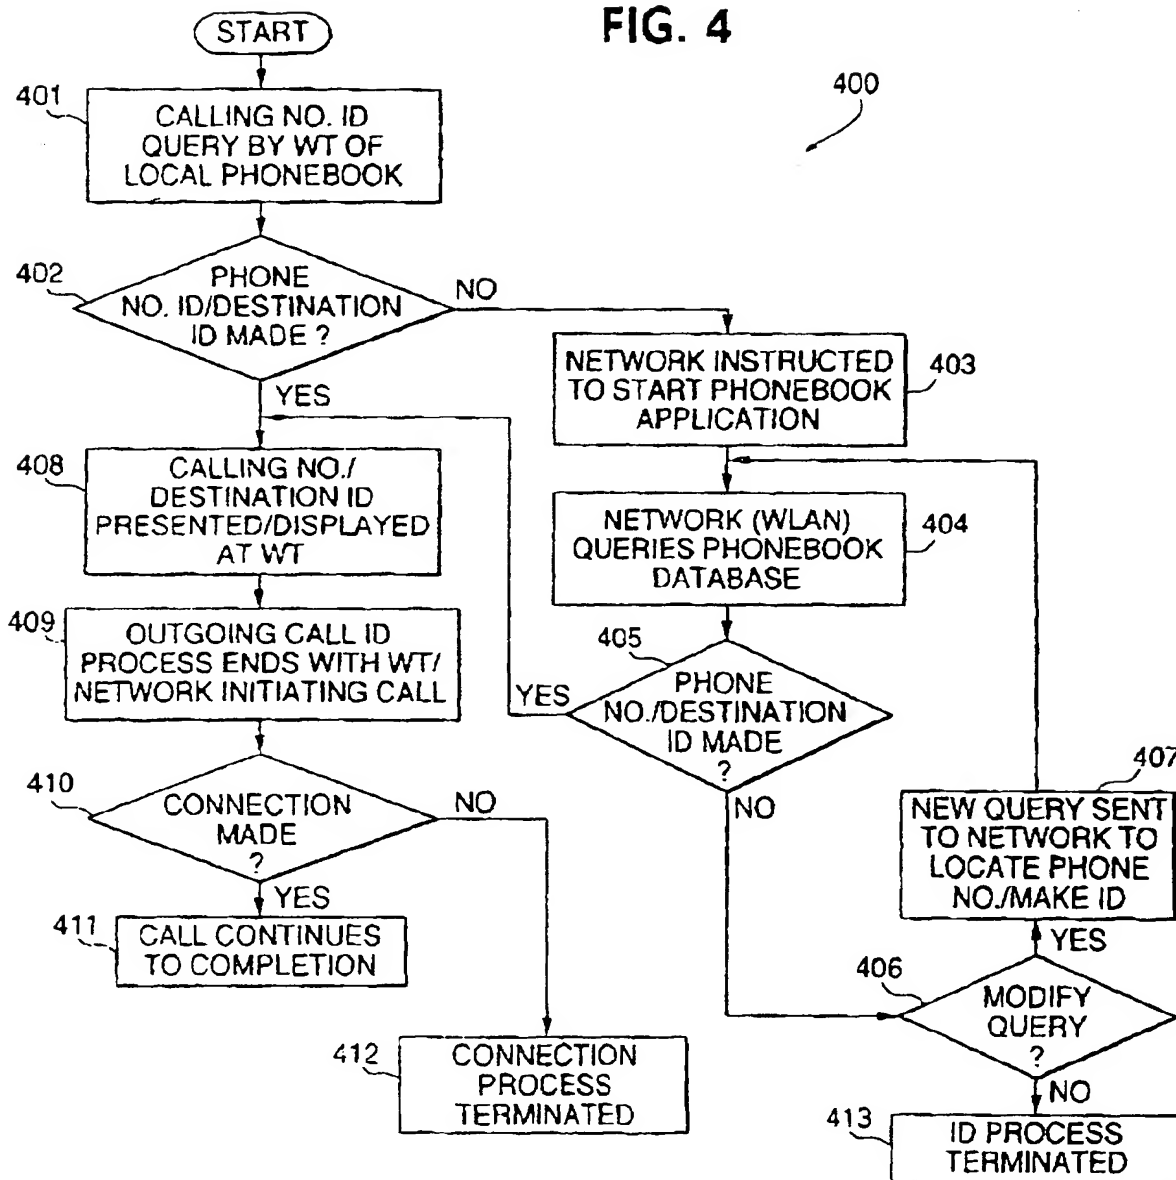 FIG. 4
400
START
401
CALLING NO. ID
QUERY BY WT OF
LOCAL PHONEBOOK
402
PHONE
NO. ID/DESTINATION
ID MADE ?
NO
YES
NETWORK INSTRUCTED
TO START PHONEBOOK
APPLICATION
403
408
CALLING NO./
DESTINATION ID
PRESENTED/DISPLAYED
AT WT
NETWORK (WLAN)
QUERIES PHONEBOOK
DATABASE
404
409
OUTGOING CALL ID
PROCESS ENDS WITH WT/
NETWORK INITIATING CALL
405
PHONE
NO./DESTINATION
ID MADE
?
YES
NO
407
NEW QUERY SENT
TO NETWORK TO
LOCATE PHONE
NO./MAKE ID
410
CONNECTION
MADE
?
NO
YES
411
CALL CONTINUES
TO COMPLETION
YES
406
MODIFY
QUERY
?
NO
412
CONNECTION
PROCESS
TERMINATED
413
ID PROCESS
TERMINATED